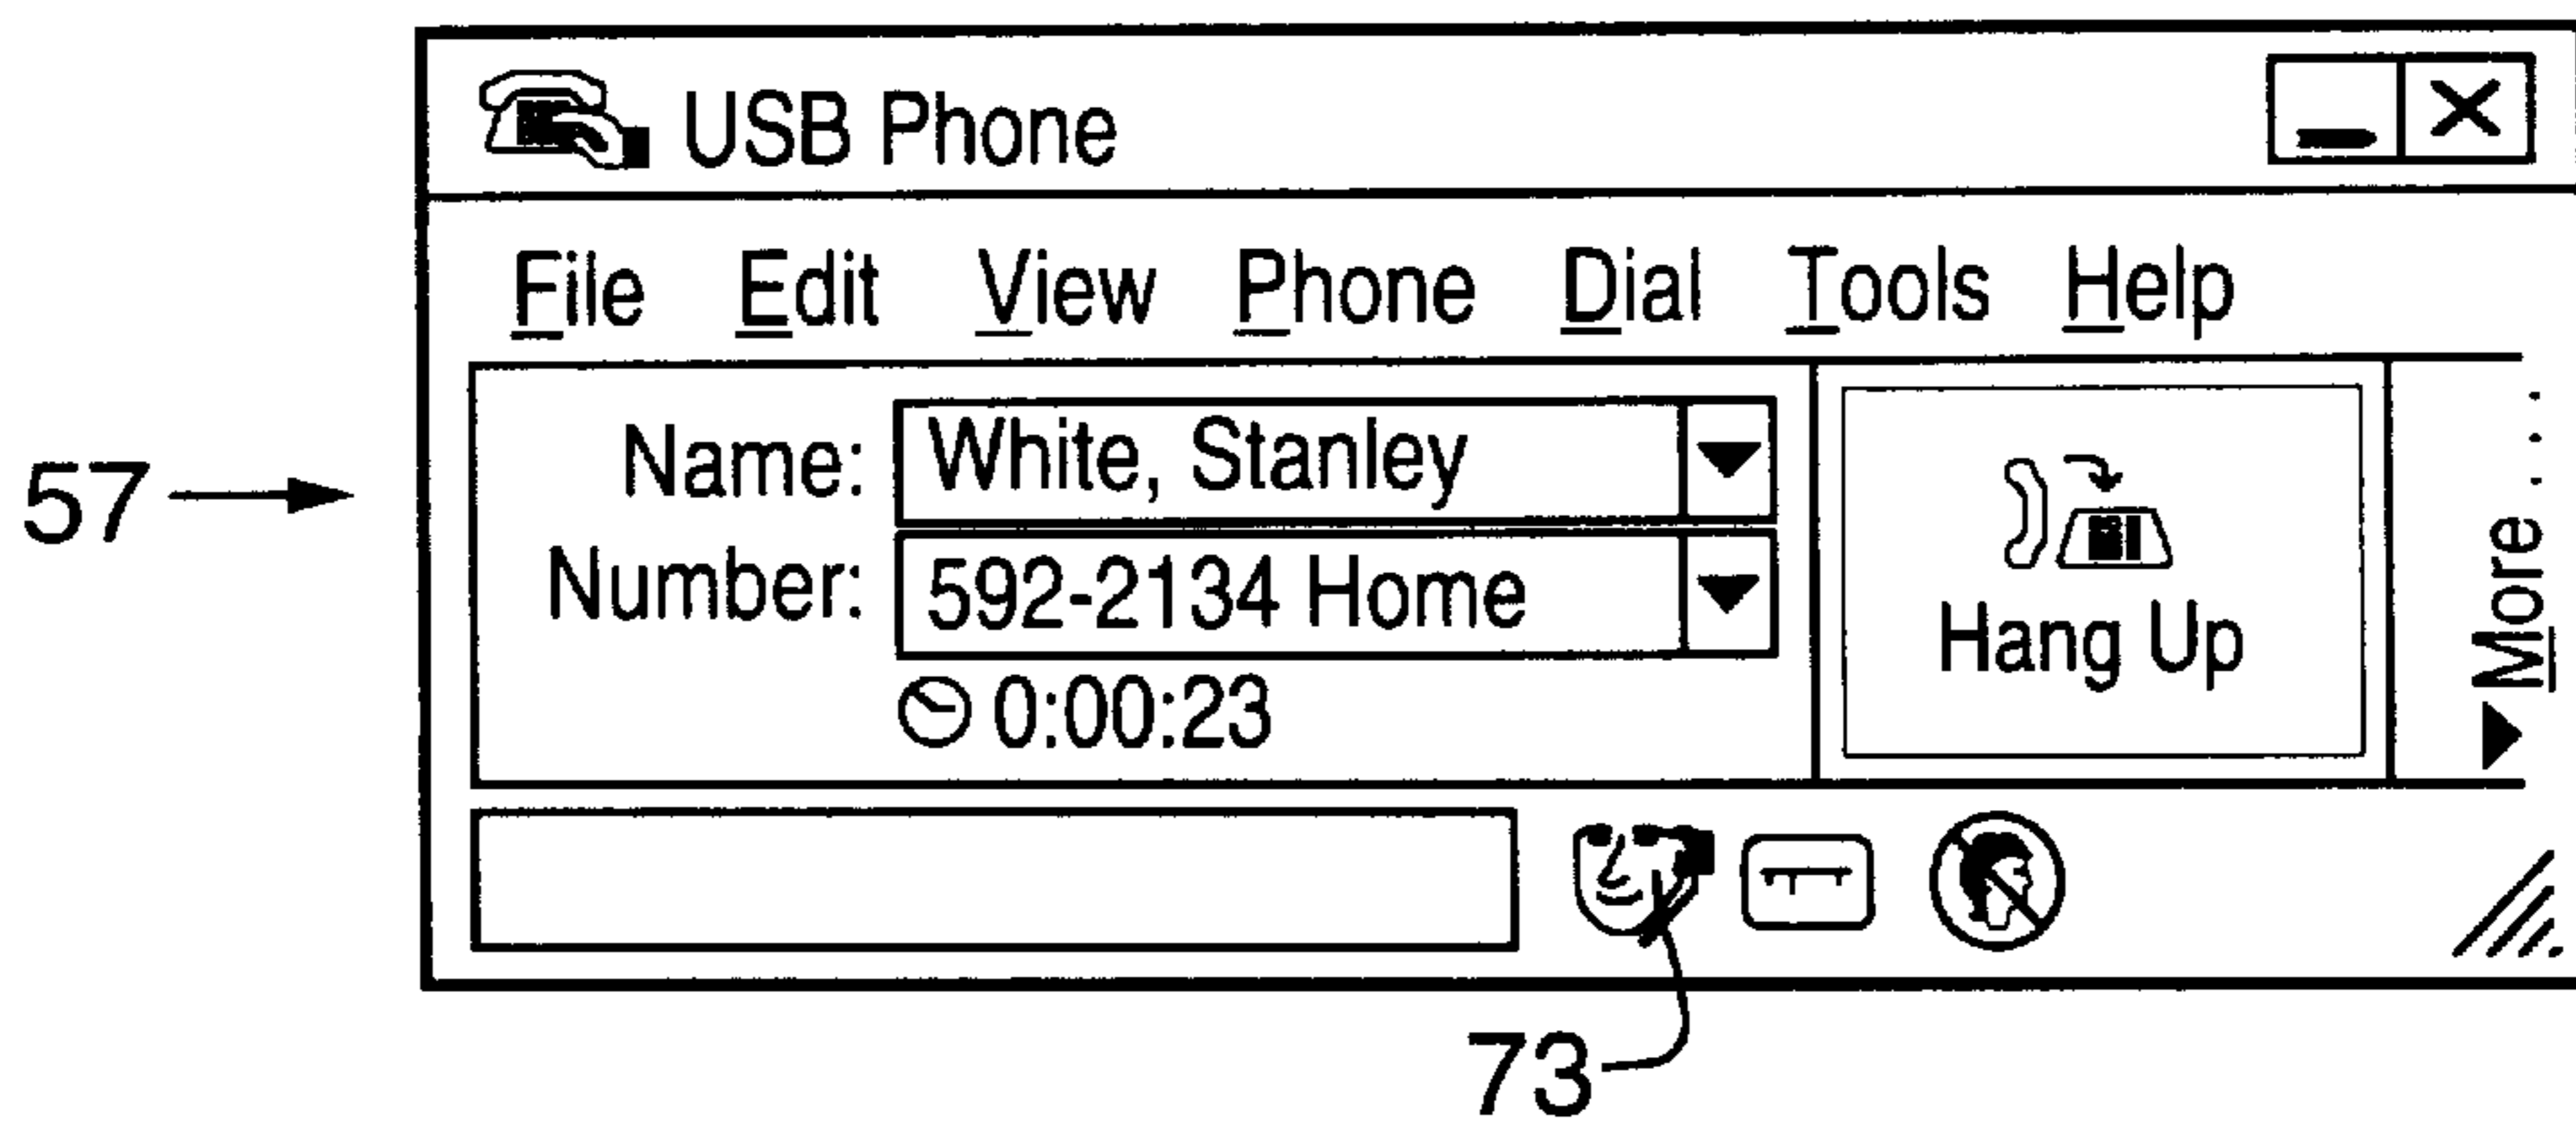 USB Phone
File Edit View Phone Dial Tools Help
Name: White, Stanley
Number: 592-2134 Home
0:00:23
Hang Up
More ....
57
73